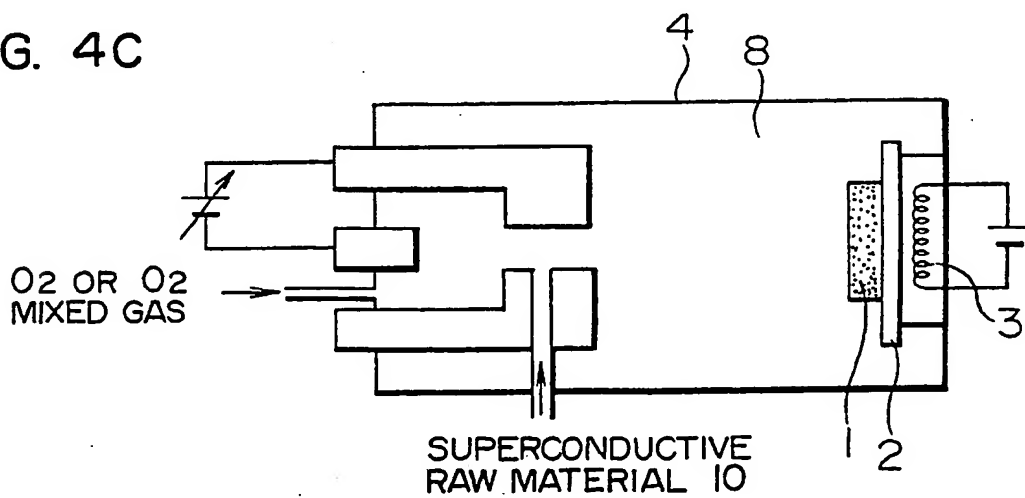 G. 4C
4
8
O2 OR O2
MIXED GAS
3
1
2
SUPERCONDUCTIVE
RAW MATERIAL 10